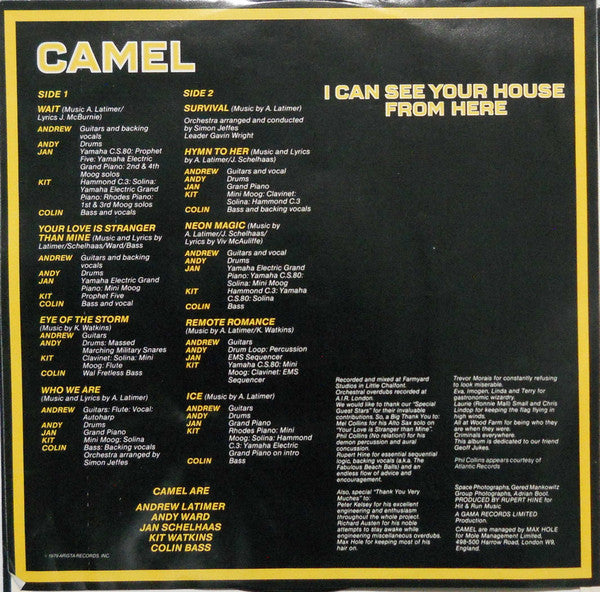 CAMEL
SIDE 1
WAIT (Music A. Latimer/
Lyrics J. McBurnie)
ANDREW Guitars and backing
vocals
ANDY Drums
JAN Yamaha C.S.80: Prophet
Five: Yamaha Electric
Grand Piano: 2nd & 4th
Moog solos
KIT Hammond C.3: Solina:
Yamaha Electric Grand
Piano: Rhodes Piano:
1st & 3rd Moog solos
COLIN Bass and vocals
YOUR LOVE IS STRANGER
THAN MINE (Music and Lyrics by
Latimer/Schelhaas/Ward/Bass
ANDREW Guitars and backing
vocals
ANDY Drums
JAN Yamaha Electric Grand
Piano: Mini Moog
KIT Prophet Five
COLIN Bass and vocal
EYE OF THE STORM
(Music by K. Watkins)
ANDREW Guitars
ANDY Drums: Massed
Marching Military Snares
KIT Clavinet: Solina: Mini
Moog: Flute
COLIN Wal Fretless Bass
WHO WE ARE
(Music and Lyrics by A. Latimer)
ANDREW Guitars: Flute: Vocal:
Autoharp
ANDY Drums
JAN Grand Piano
KIT Mini Moog: Solina
COLIN Bass: Backing vocals
Orchestra arranged by
Simon Jeffes
SIDE 2
SURVIVAL (Music by A. Latimer)
Orchestra arranged and conducted
by Simon Jeffes
Leader Gavin Wright
HYMN TO HER (Music and Lyrics
by A. Latimer/J. Schelhaas)
ANDREW Guitars and vocal
ANDY Drums
JAN Grand Piano
KIT Mini Moog: Clavinet:
Solina: Hammond C.3
COLIN Bass and vocals
NEON MAGIC (Music by
A. Latimer/J. Schelhaas/
Lyrics by Viv McAuliffe)
ANDREW Guitars and vocal
ANDY Drums
JAN Yamaha Electric Grand
Piano: Yamaha C.S.80:
Solina: Mini Moog
KIT Hammond C.3: Yamaha
C.S.80: Solina
COLIN Bass
REMOTE ROMANCE
(Music by A. Latimer/K. Watkins)
ANDREW Guitars
ANDY Drum Loop: Percussion
JAN EMS Sequencer
KIT Yamaha C.S.80: Mini
Moog: Clavinet: EMS
Sequencer
ICE (Music by A. Latimer)
ANDREW Guitars
ANDY Drums
JAN Grand Piano
KIT Rhodes Piano: Mini
Moog: Solina: Hammond
C.3: Yamaha Electric
Grand Piano on intro
COLIN Bass
CAMEL ARE
ANDREW LATIMER
ANDY WARD
JAN SCHELHAAS
KIT WATKINS
COLIN BASS
1979 ARISTA RECORDS, INC
I CAN SEE YOUR HOUSE
FROM HERE
Recorded and mixed at Farmyard
Studios in Little Chalfont.
Orchestral overdubs recorded at
A.I.R. London.
We would like to thank our "Special
Guest Stars" for their invaluable
contributions. So, a Big Thank You to:
Mel Collins for his Alto Sax solo on
"Your Love is Stranger than Mine".
Phil Collins (No relation) for his
demon percussion and aural
concussion.
Rupert Hine for essential sequential
logic, backing vocals (a.k.a. The
Fabulous Beach Balls) and an
endless flow of advice and
encouragement.
Also, special "Thank You Very
Muches" to:
Peter Kelsey for his excellent
engineering and enthusiasm
throughout the whole project.
Richard Austen for his noble
attempts to stay awake while
engineering miscellaneous overdubs.
Max Hole for keeping most of his
hair on.
Trevor Morais for constantly refusing
to look miserable.
Eva, Imogen, Linda and Terry for
gastronomic wizardry.
Laurie (Ronnie Mail) Small and Chris
Lindop for keeping the flag flying in
high winds.
All at Wood Farm for being who they
are when they were.
Criminals everywhere.
This album is dedicated to our friend
Geoff Jukes.
Phil Collins appears courtesy of
Atlantic Records
Space Photographs, Gered Mankowitz
Group Photographs, Adrian Boot.
PRODUCED BY RUPERT HINE for
Hit & Run Music
A GAMA RECORDS LIMITED
Production.
CAMEL are managed by MAX HOLE
for Mole Management Limited,
498-500 Harrow Road, London W9,
England.